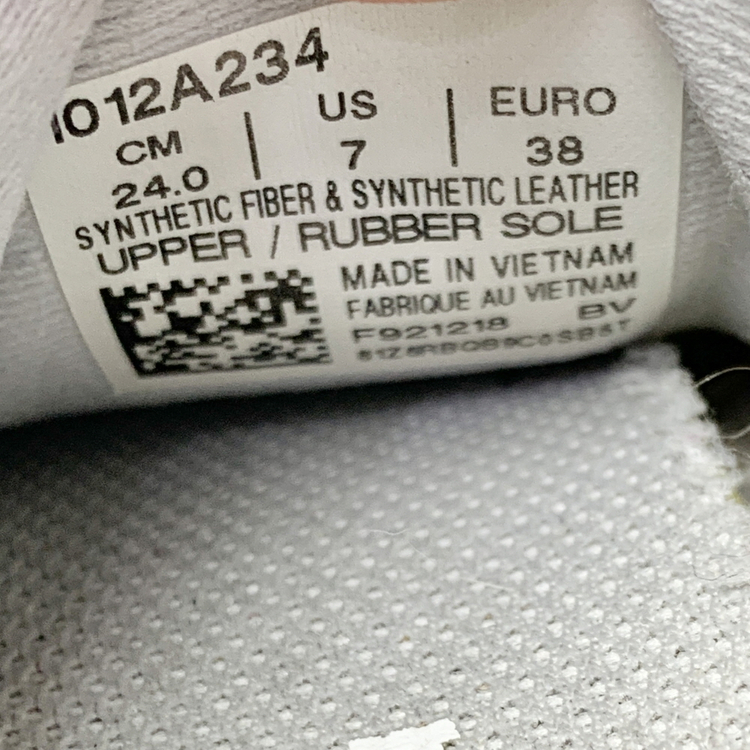 1012A234
CM | US | EURO
24.0 | 7 | 38
SYNTHETIC FIBER & SYNTHETIC LEATHER
UPPER / RUBBER SOLE
MADE IN VIETNAM
FABRIQUE AU VIETNAM
F921218 BV